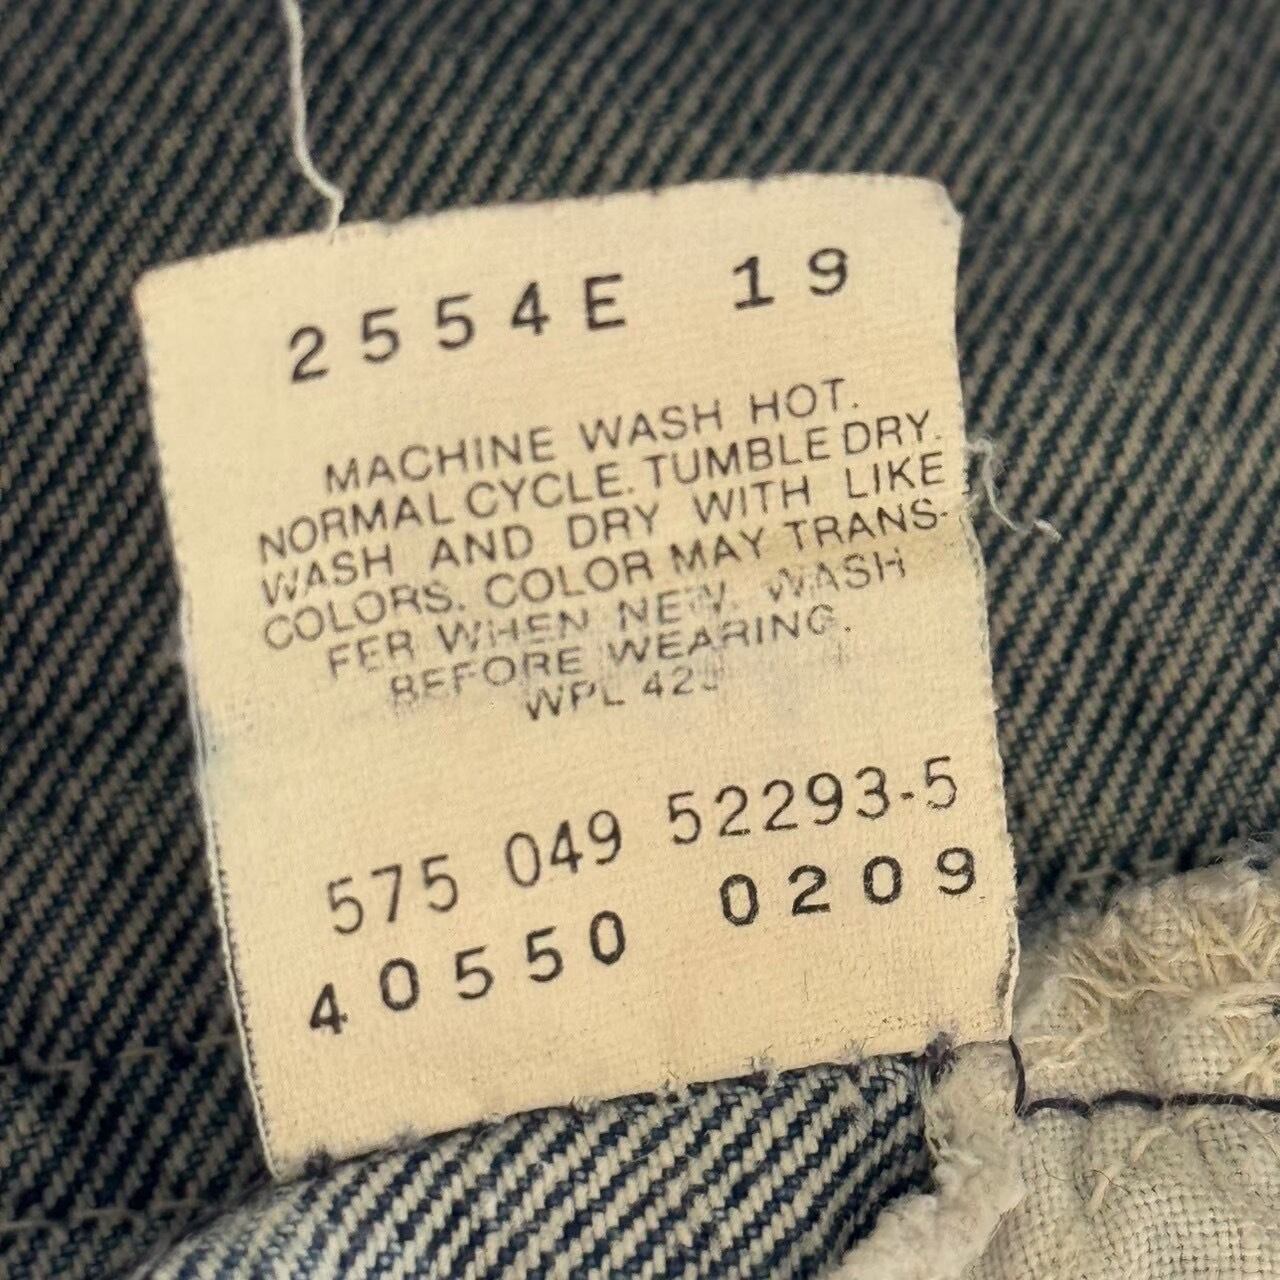 2554E 19
MACHINE WASH HOT.
NORMAL CYCLE. TUMBLE DRY.
WASH AND DRY WITH LIKE
COLORS. COLOR MAY TRANS-
FER WHEN NEW. WASH
BEFORE WEARING.
WPL
575 049 52293-5
40550 0209